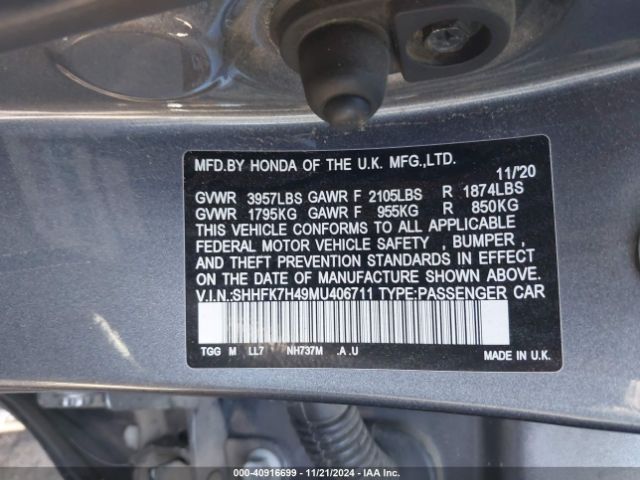 MFD.BY HONDA OF THE U.K. MFG.,LTD.
11/'20
GVWR 3957LBS GAWR F 2105LBS R 1874LBS
GVWR 1795KG GAWR F 955KG R 850KG
THIS VEHICLE CONFORMS TO ALL APPLICABLE
FEDERAL MOTOR VEHICLE SAFETY , BUMPER ,
AND THEFT PREVENTION STANDARDS IN EFFECT
ON THE DATE OF MANUFACTURE SHOWN ABOVE.
V.I.N.:SHHFK7H49MU406711 TYPE:PASSENGER CAR
TGG M LL7 NH737M .A .U
MADE IN U.K.
000-40916699 - 11/21/2024 - IAA Inc.